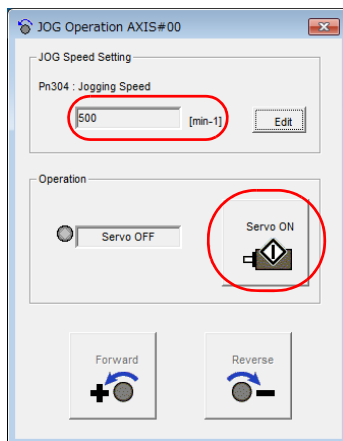 JOG Operation AXIS#00
JOG Speed Setting
Pn304 : Jogging Speed
500 [min-1] Edit
Operation
Servo OFF
Servo ON
Forward Reverse